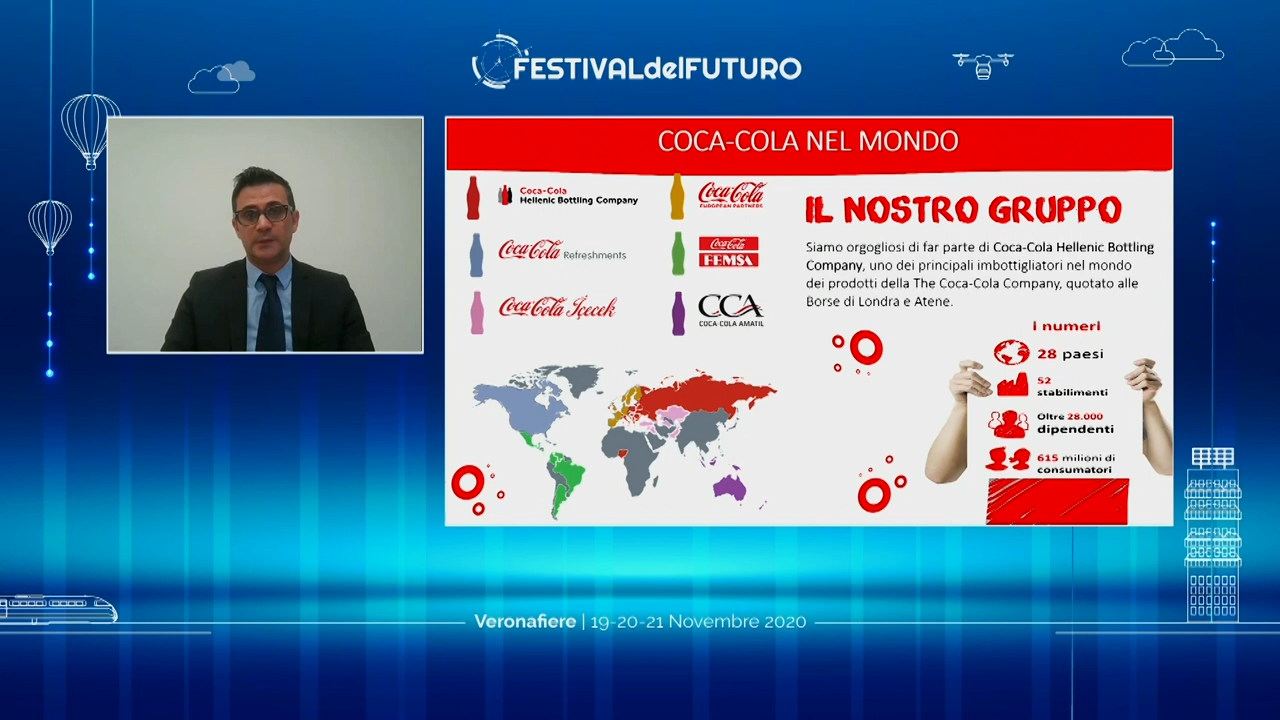 FESTIVALdelFUTURO
COCA-COLA NEL MONDO
Coca-Cola
Hellenic Bottling Company
Coca-Cola
EUROPEAN PARTNERS
Coca-Cola Refreshments
Coca-Cola
FEMSA
Coca-Cola İçecek
CCA
COCA-COLA AMATIL
IL NOSTRO GRUPPO
Siamo orgogliosi di far parte di Coca-Cola Hellenic Bottling
Company, uno dei principali imbottigliatori nel mondo
dei prodotti della The Coca-Cola Company, quotato alle
Borse di Londra e Atene.
I numeri
28 paesi
52
stabilimenti
Oltre 28.000
dipendenti
615 milioni di
consumatori
Veronafiere | 19-20-21 Novembre 2020